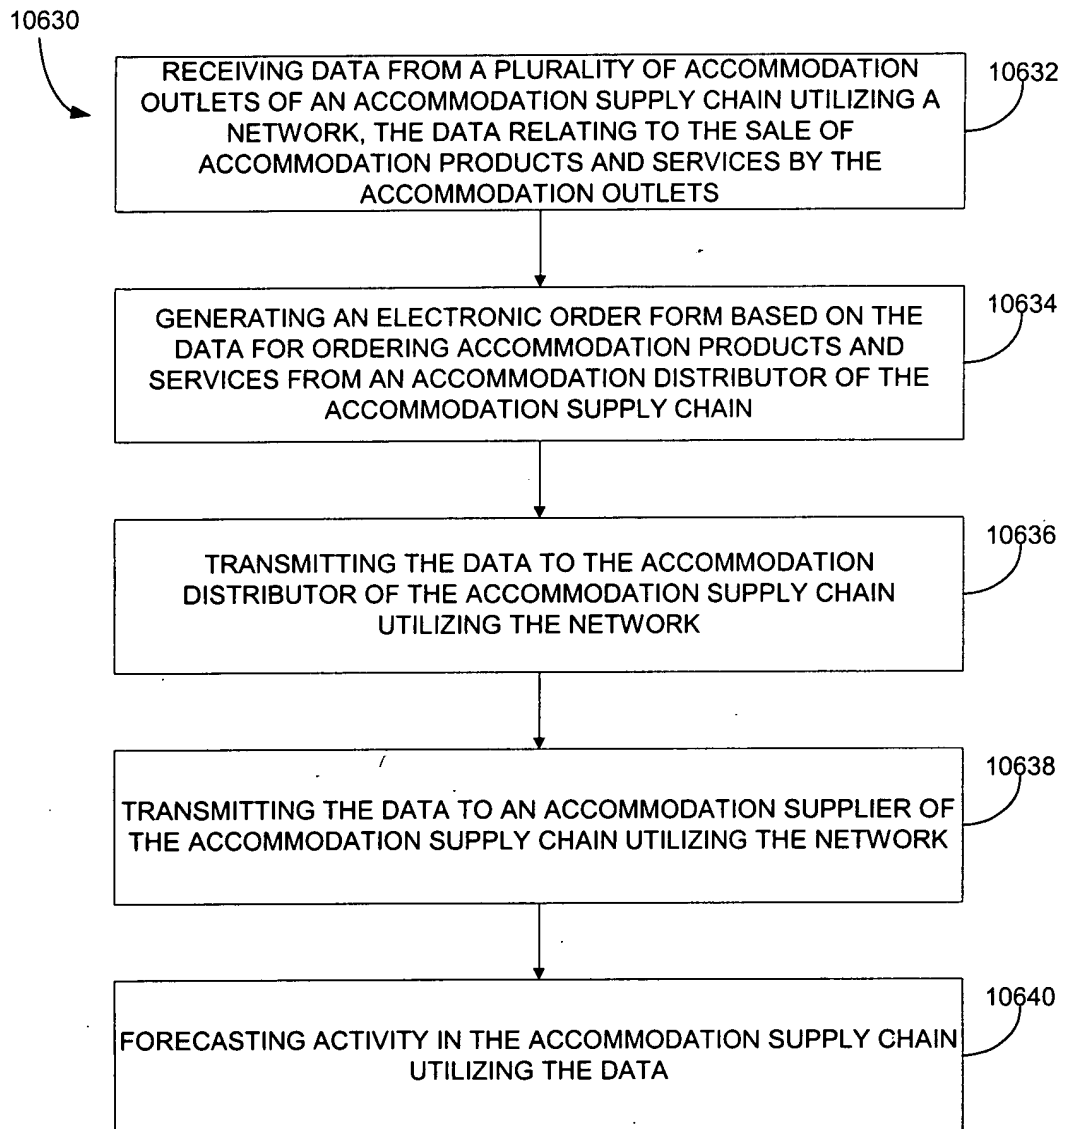 10630
RECEIVING DATA FROM A PLURALITY OF ACCOMMODATION
OUTLETS OF AN ACCOMMODATION SUPPLY CHAIN UTILIZING A
NETWORK, THE DATA RELATING TO THE SALE OF
ACCOMMODATION PRODUCTS AND SERVICES BY THE
ACCOMMODATION OUTLETS
10632
GENERATING AN ELECTRONIC ORDER FORM BASED ON THE
DATA FOR ORDERING ACCOMMODATION PRODUCTS AND
SERVICES FROM AN ACCOMMODATION DISTRIBUTOR OF THE
ACCOMMODATION SUPPLY CHAIN
10634
TRANSMITTING THE DATA TO THE ACCOMMODATION
DISTRIBUTOR OF THE ACCOMMODATION SUPPLY CHAIN
UTILIZING THE NETWORK
10636
TRANSMITTING THE DATA TO AN ACCOMMODATION SUPPLIER OF
THE ACCOMMODATION SUPPLY CHAIN UTILIZING THE NETWORK
10638
FORECASTING ACTIVITY IN THE ACCOMMODATION SUPPLY CHAIN
UTILIZING THE DATA
10640